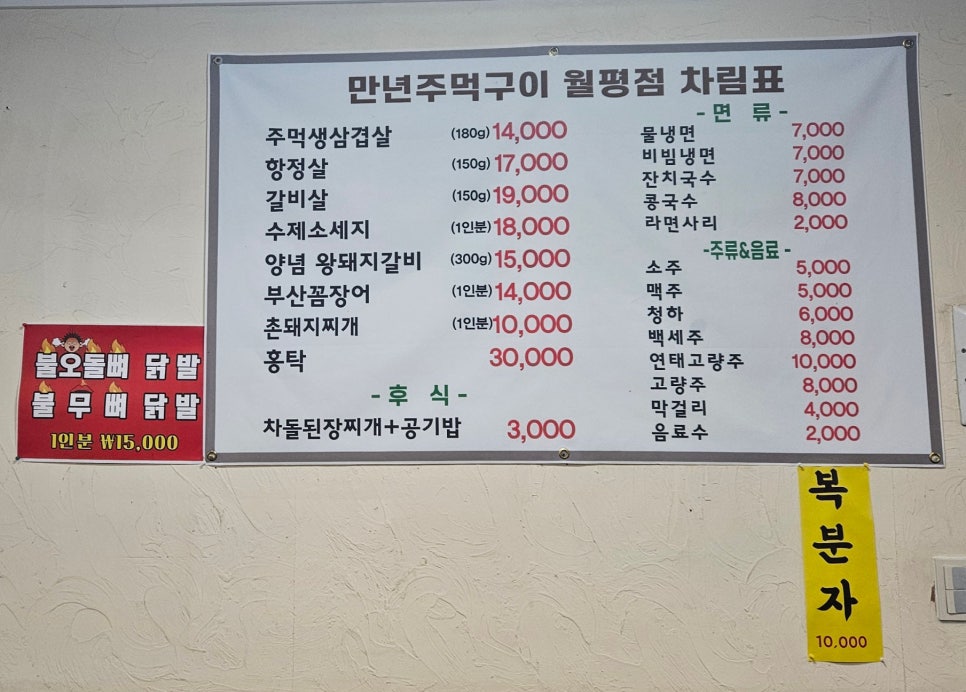 만년주먹구이 월평점 차림표
주먹생삼겹살 (180g) 14,000
항정살 (150g) 17,000
갈비살 (150g) 19,000
수제소세지 (1인분) 18,000
양념 왕돼지갈비 (300g) 15,000
부산꼼장어 (1인분) 14,000
촌돼지찌개 (1인분) 10,000
홍탁 30,000
- 후 식 -
차돌된장찌개+공기밥 3,000
- 면 류 -
물냉면 7,000
비빔냉면 7,000
잔치국수 7,000
콩국수 8,000
라면사리 2,000
-주류&음료-
소주 5,000
맥주 5,000
청하 6,000
백세주 8,000
연태고량주 10,000
고량주 8,000
막걸리 4,000
음료수 2,000
불오돌뼈 닭발
불무뼈 닭발
1인분 ₩15,000
복
분
자
10,000